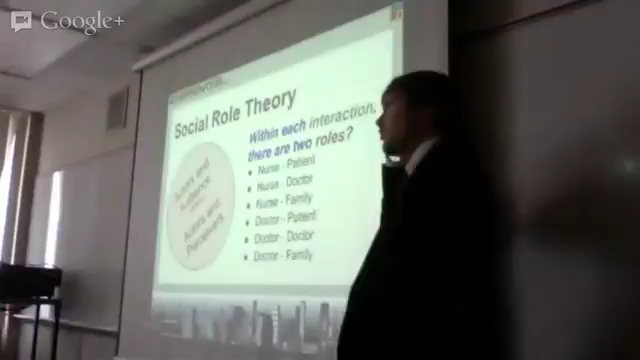 Google+
Social Role Theory
Within each interaction,
there are two roles?
Nurse - Patient
Nurse - Doctor
Nurse - Family
Doctor - Patient
Doctor - Doctor
Doctor - Family
Actors and
Audience
Actors and